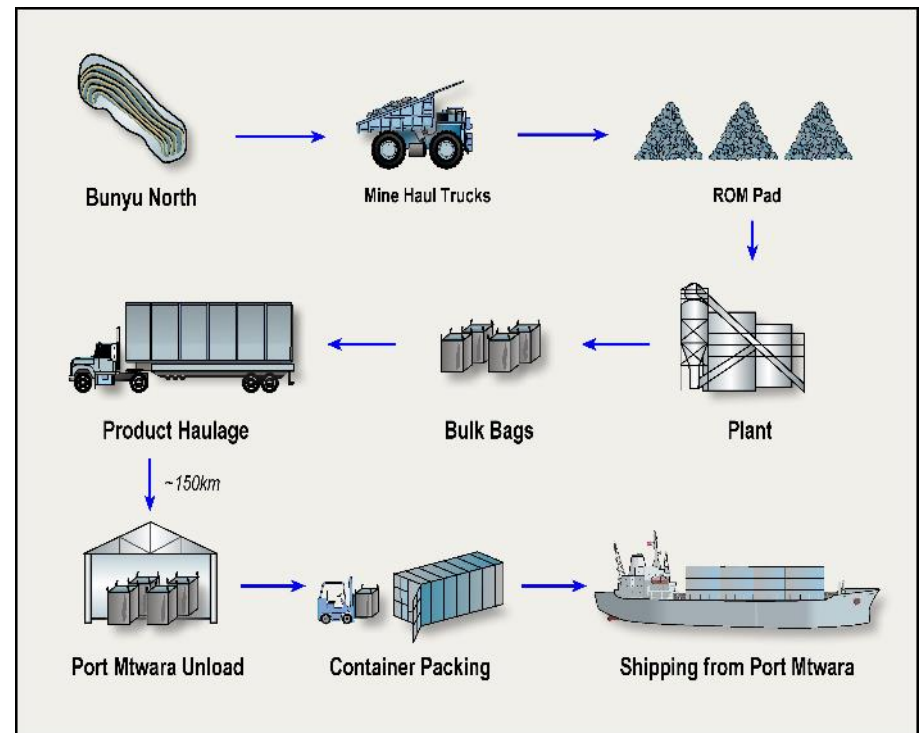 Bunyu North
Mine Haul Trucks
ROM Pad
Product Haulage
Bulk Bags
Plant
~150km
Port Mtwara Unload
Container Packing
Shipping from Port Mtwara